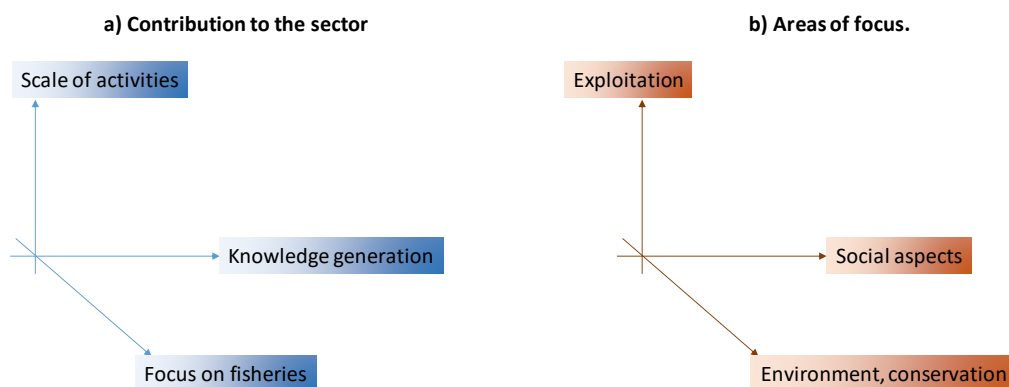 a) Contribution to the sector
Scale of activities
Knowledge generation
Focus on fisheries
b) Areas of focus.
Exploitation
Social aspects
Environment, conservation